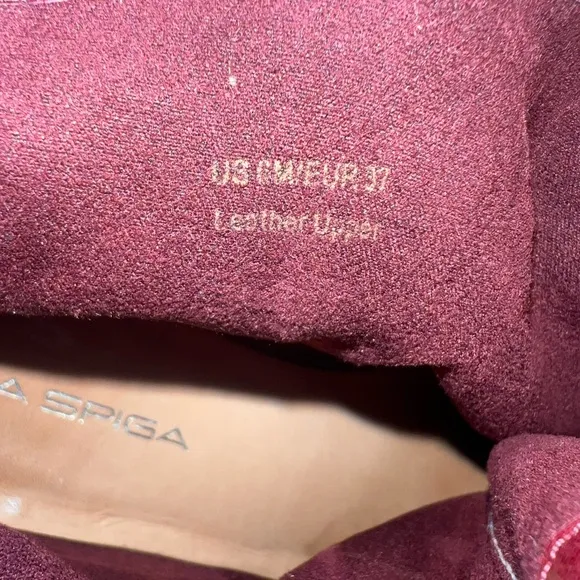 US 6M/EUR 37
Leather Upper
A SPIGA